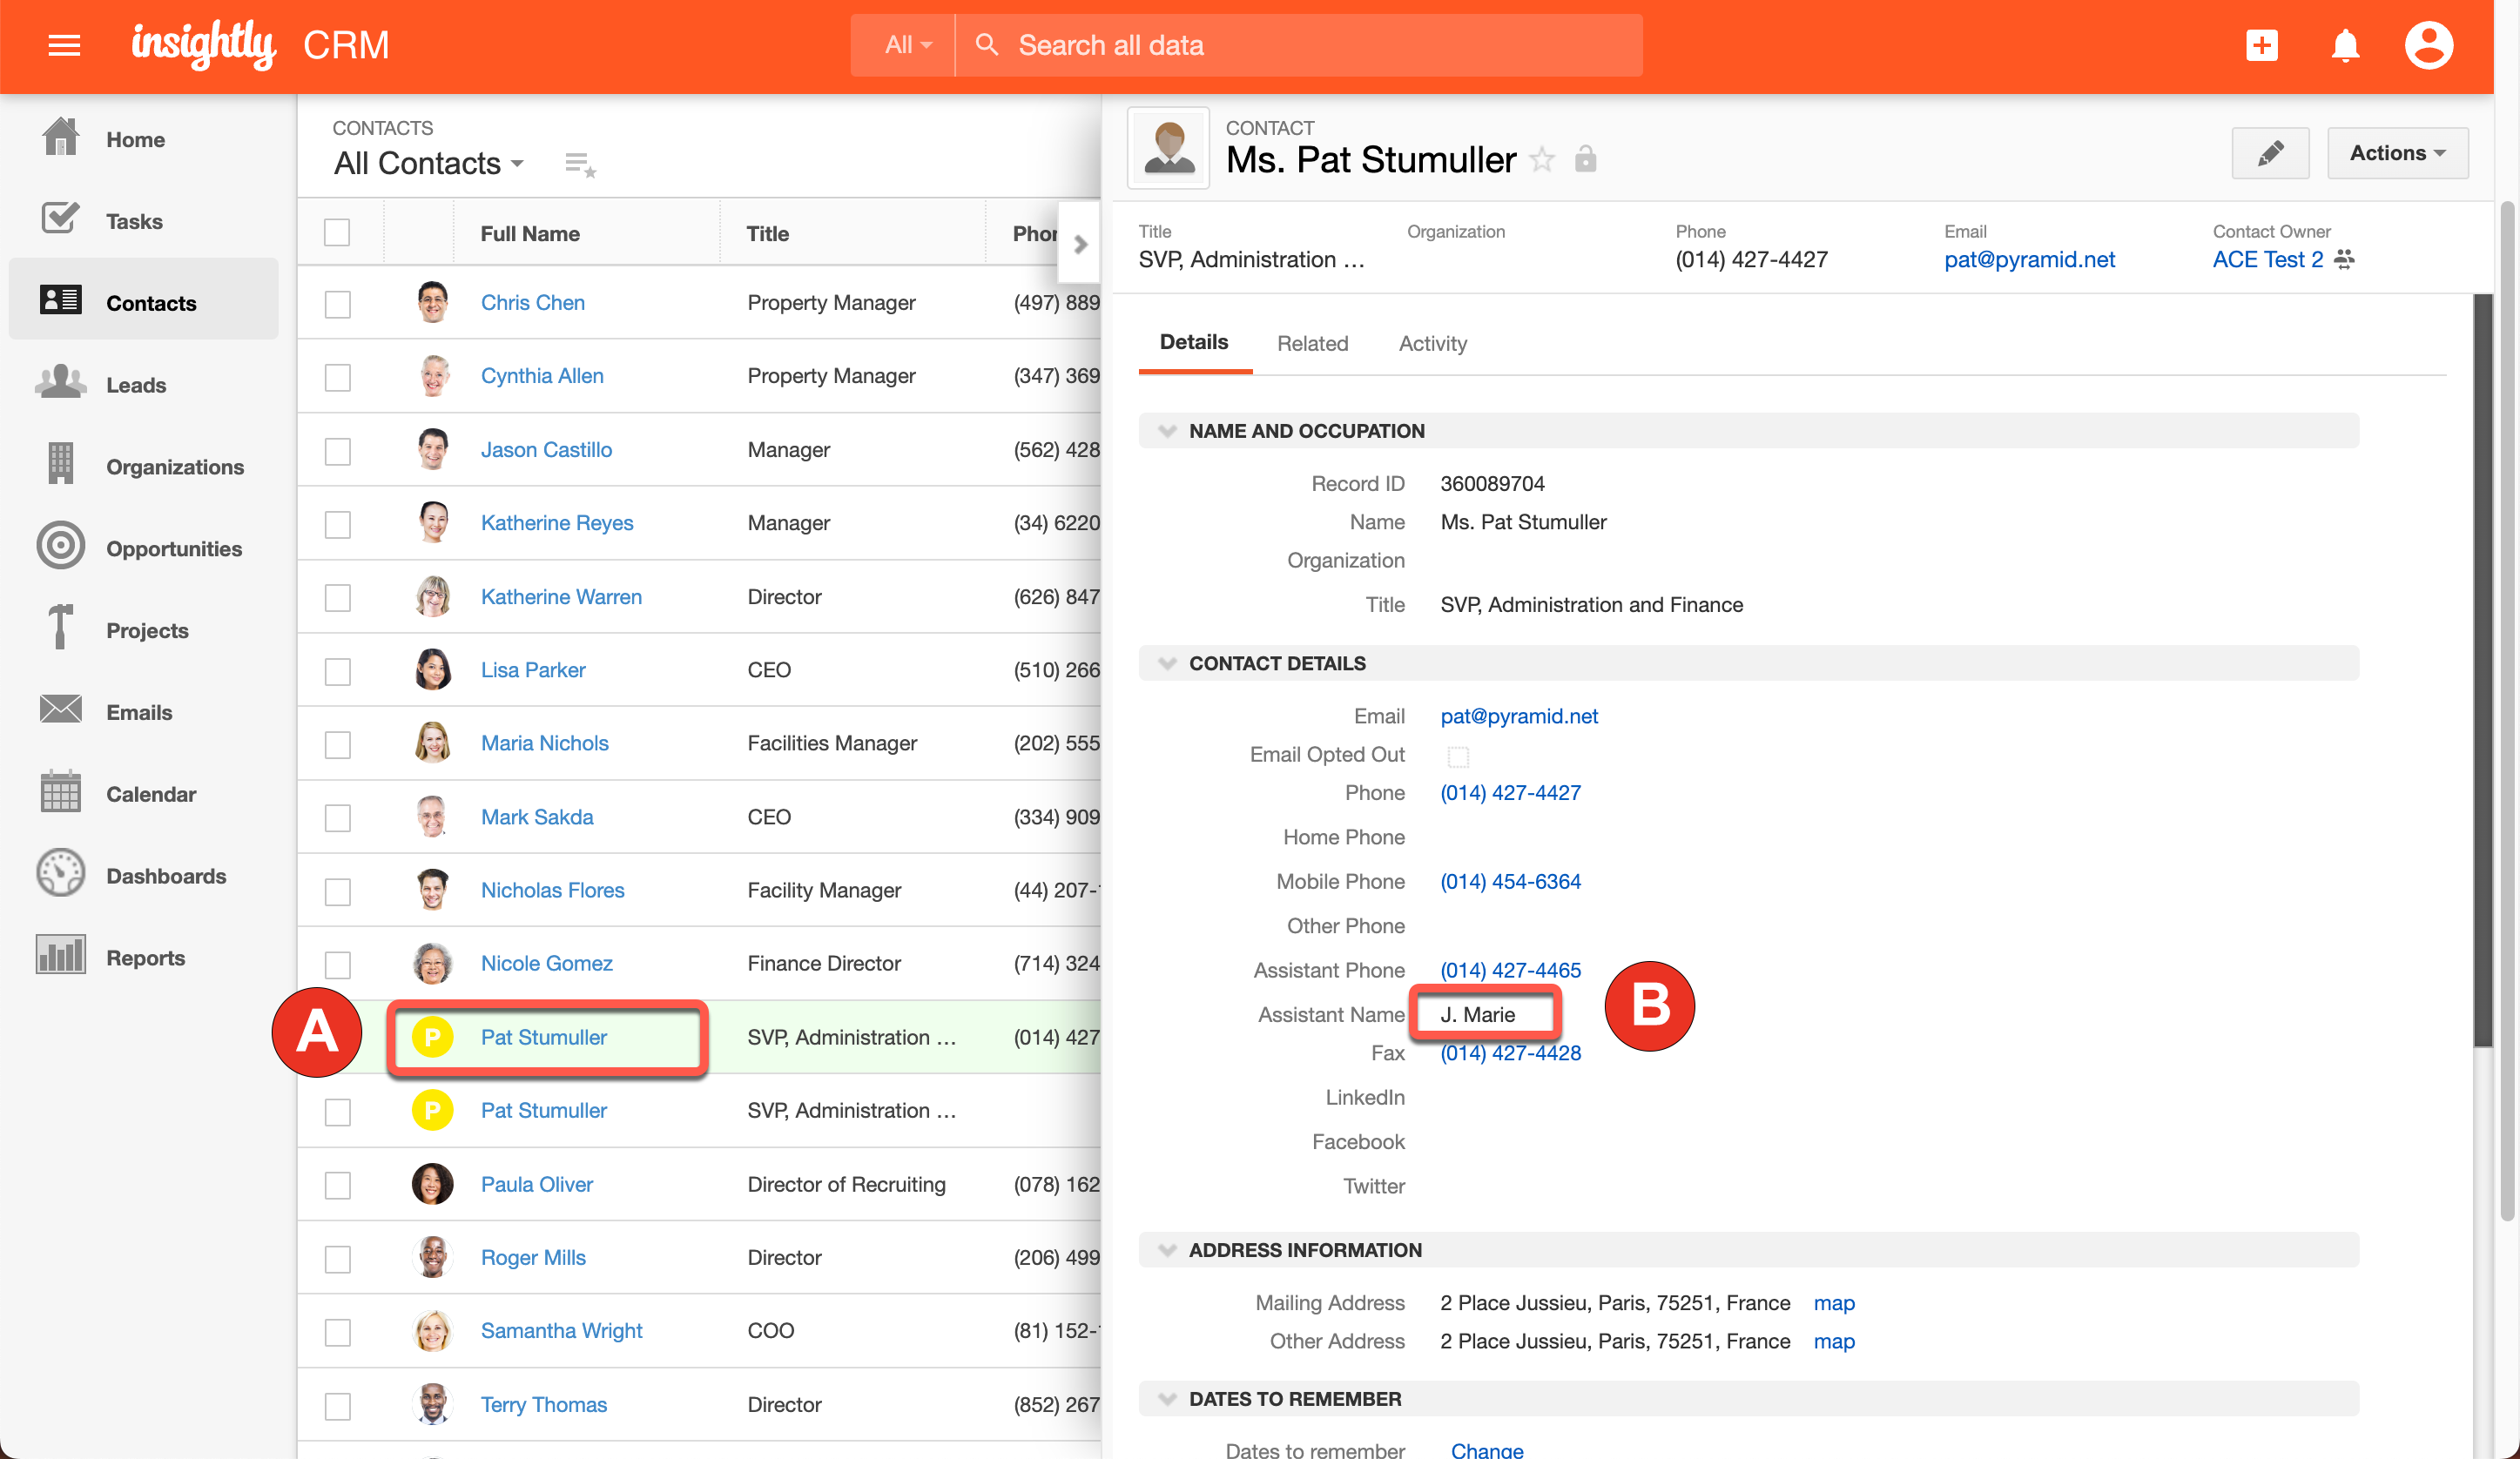 insightly CRM
All
Search all data
Home
Tasks
Contacts
Leads
Organizations
Opportunities
Projects
Emails
Calendar
Dashboards
Reports
CONTACTS
All Contacts
Full Name Title Phor
Chris Chen Property Manager (497) 889
Cynthia Allen Property Manager (347) 369
Jason Castillo Manager (562) 428
Katherine Reyes Manager (34) 6220
Katherine Warren Director (626) 847
Lisa Parker CEO (510) 266
Maria Nichols Facilities Manager (202) 555
Mark Sakda CEO (334) 909
Nicholas Flores Facility Manager (44) 207-
Nicole Gomez Finance Director (714) 324
A
P Pat Stumuller SVP, Administration ... (014) 427
P Pat Stumuller SVP, Administration ...
Paula Oliver Director of Recruiting (078) 162
Roger Mills Director (206) 499
Samantha Wright COO (81) 152-
Terry Thomas Director (852) 267
CONTACT
Ms. Pat Stumuller
Actions
Title Organization Phone Email Contact Owner
SVP, Administration ... (014) 427-4427 pat@pyramid.net ACE Test 2
Details Related Activity
NAME AND OCCUPATION
Record ID 360089704
Name Ms. Pat Stumuller
Organization
Title SVP, Administration and Finance
CONTACT DETAILS
Email pat@pyramid.net
Email Opted Out
Phone (014) 427-4427
Home Phone
Mobile Phone (014) 454-6364
Other Phone
Assistant Phone (014) 427-4465
Assistant Name J. Marie
B
Fax (014) 427-4428
LinkedIn
Facebook
Twitter
ADDRESS INFORMATION
Mailing Address 2 Place Jussieu, Paris, 75251, France map
Other Address 2 Place Jussieu, Paris, 75251, France map
DATES TO REMEMBER
Dates to remember Change